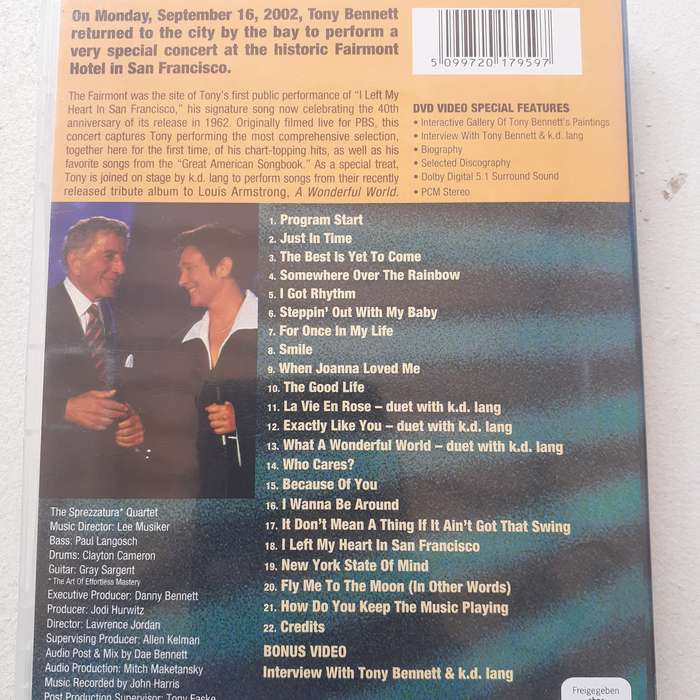 On Monday, September 16, 2002, Tony Bennett
returned to the city by the bay to perform a
very special concert at the historic Fairmont
Hotel in San Francisco.
The Fairmont was the site of Tony's first public performance of "I Left My
Heart In San Francisco," his signature song now celebrating the 40th
anniversary of its release in 1962. Originally filmed live for PBS, this
concert captures Tony performing the most comprehensive selection,
together here for the first time, of his chart-topping hits, as well as his
favorite songs from the "Great American Songbook." As a special treat,
Tony is joined on stage by k.d. lang to perform songs from their recently
released tribute album to Louis Armstrong, A Wonderful World.
5 099720 179597
DVD VIDEO SPECIAL FEATURES
• Interactive Gallery Of Tony Bennett's Paintings
• Interview With Tony Bennett & k.d. lang
• Biography
• Selected Discography
• Dolby Digital 5.1 Surround Sound
• PCM Stereo
1. Program Start
2. Just In Time
3. The Best Is Yet To Come
4. Somewhere Over The Rainbow
5. I Got Rhythm
6. Steppin' Out With My Baby
7. For Once In My Life
8. Smile
9. When Joanna Loved Me
10. The Good Life
11. La Vie En Rose – duet with k.d. lang
12. Exactly Like You – duet with k.d. lang
13. What A Wonderful World – duet with k.d. lang
14. Who Cares?
15. Because Of You
16. I Wanna Be Around
17. It Don't Mean A Thing If It Ain't Got That Swing
18. I Left My Heart In San Francisco
19. New York State Of Mind
20. Fly Me To The Moon (In Other Words)
21. How Do You Keep The Music Playing
22. Credits
BONUS VIDEO
Interview With Tony Bennett & k.d. lang
The Sprezzatura* Quartet
Music Director: Lee Musiker
Bass: Paul Langosch
Drums: Clayton Cameron
Guitar: Gray Sargent
* The Art Of Effortless Mastery
Executive Producer: Danny Bennett
Producer: Jodi Hurwitz
Director: Lawrence Jordan
Supervising Producer: Allen Kelman
Audio Post & Mix by Dae Bennett
Audio Production: Mitch Maketansky
Music Recorded by John Harris
Post Production Supervisor: Tony Faske
Freigegeben
ohne